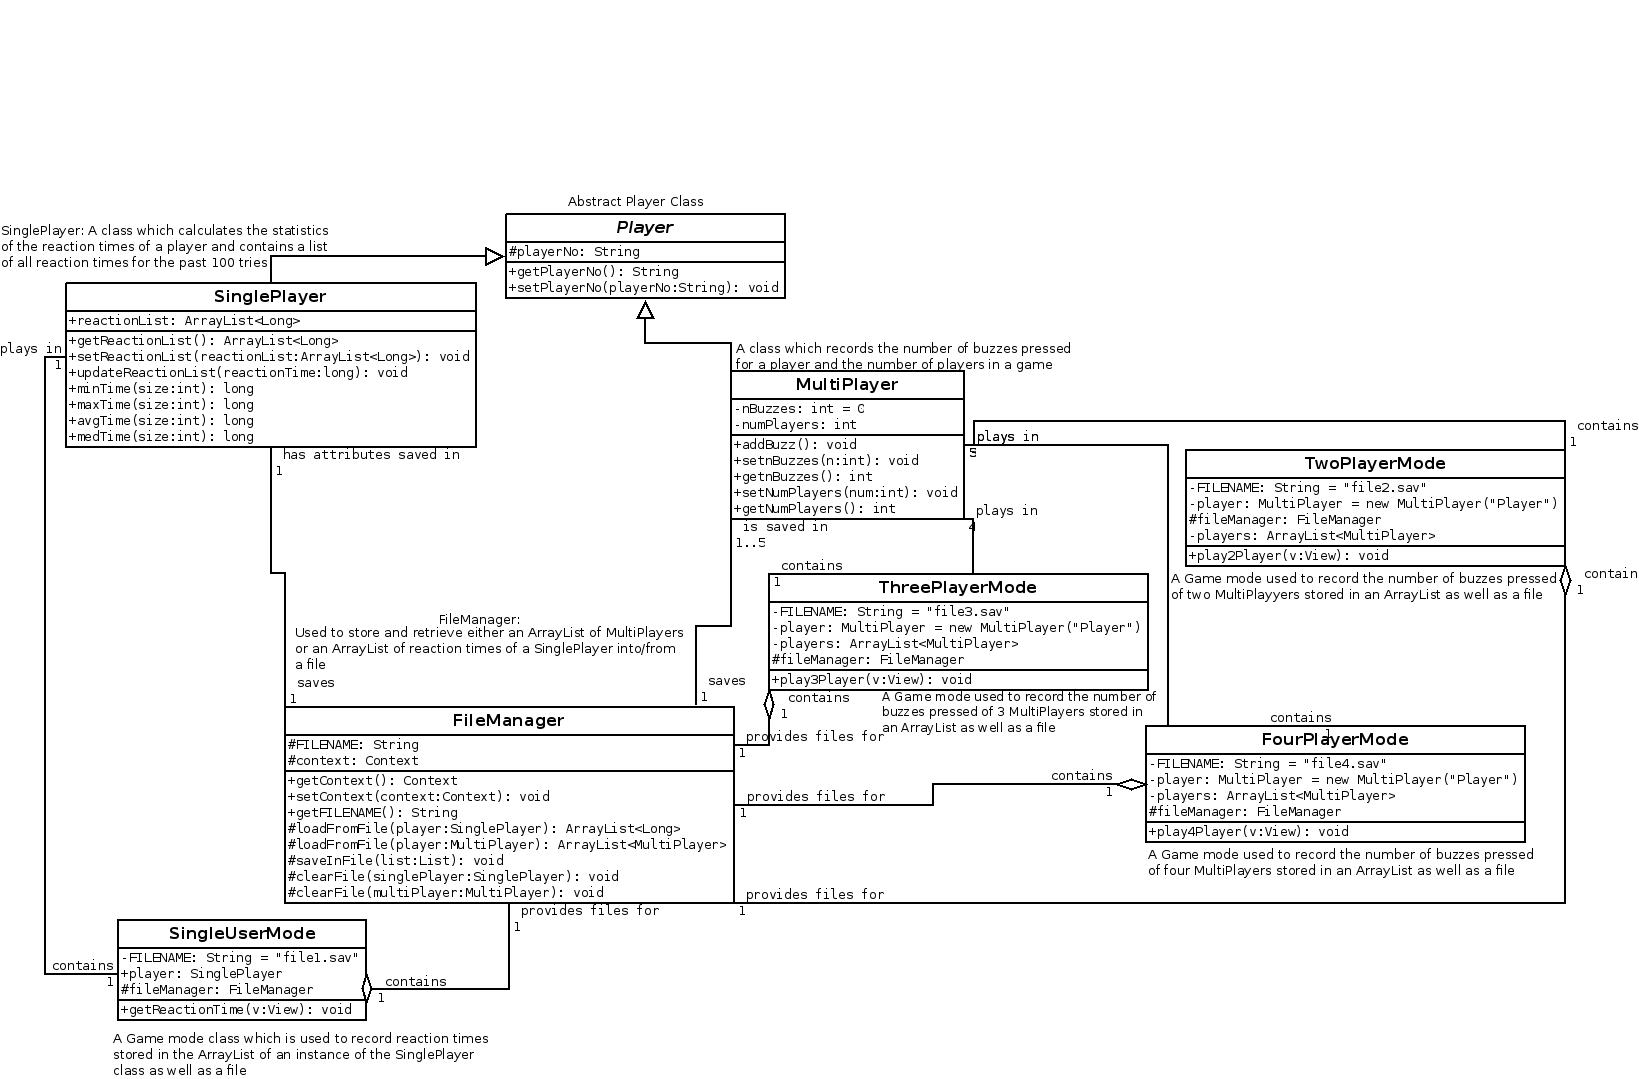 Abstract Player Class
Player
#playerNo: String
+getPlayerNo(): String
+setPlayerNo(playerNo:String): void
SinglePlayer: A class which calculates the statistics
of the reaction times of a player and contains a list
of all reaction times for the past 100 tries
SinglePlayer
+reactionList: ArrayList<Long>
+getReactionList(): ArrayList<Long>
+setReactionList(reactionList:ArrayList<Long>): void
+updateReactionList(reactionTime:long): void
+minTime(size:int): long
+maxTime(size:int): long
+avgTime(size:int): long
+medTime(size:int): long
plays in
1
has attributes saved in
1
A class which records the number of buzzes pressed
for a player and the number of players in a game
MultiPlayer
-nBuzzes: int = 0
-numPlayers: int
+addBuzz(): void
+setnBuzzes(n:int): void
+getnBuzzes(): int
+setNumPlayers(num:int): void
+getNumPlayers(): int
plays in
plays in
4
is saved in
1..5
contains
1
TwoPlayerMode
-FILENAME: String = "file2.sav"
-player: MultiPlayer = new MultiPlayer("Player")
#fileManager: FileManager
-players: ArrayList<MultiPlayer>
+play2Player(v:View): void
A Game mode used to record the number of buzzes pressed
of two MultiPlayyers stored in an ArrayList as well as a file
contain
1
contains
1
ThreePlayerMode
-FILENAME: String = "file3.sav"
-player: MultiPlayer = new MultiPlayer("Player")
-players: ArrayList<MultiPlayer>
#fileManager: FileManager
+play3Player(v:View): void
contains
1
A Game mode used to record the number of
buzzes pressed of 3 MultiPlayers stored in
an ArrayList as well as a file
FileManager:
Used to store and retrieve either an ArrayList of MultiPlayers
or an ArrayList of reaction times of a SinglePlayer into/from
a file
saves
1
saves
1
FileManager
#FILENAME: String
#context: Context
+getContext(): Context
+setContext(context:Context): void
+getFILENAME(): String
#loadFromFile(player:SinglePlayer): ArrayList<Long>
#loadFromFile(player:MultiPlayer): ArrayList<MultiPlayer>
#saveInFile(list:List): void
#clearFile(singlePlayer:SinglePlayer): void
#clearFile(multiPlayer:MultiPlayer): void
provides files for
1
provides files for
1
provides files for
1
provides files for
1
contains
1
contains
1
FourPlayerMode
-FILENAME: String = "file4.sav"
-player: MultiPlayer = new MultiPlayer("Player")
-players: ArrayList<MultiPlayer>
#fileManager: FileManager
+play4Player(v:View): void
A Game mode used to record the number of buzzes pressed
of four MultiPlayers stored in an ArrayList as well as a file
SingleUserMode
-FILENAME: String = "file1.sav"
+player: SinglePlayer
#fileManager: FileManager
+getReactionTime(v:View): void
contains
1
contains
1
A Game mode class which is used to record reaction times
stored in the ArrayList of an instance of the SinglePlayer
class as well as a file